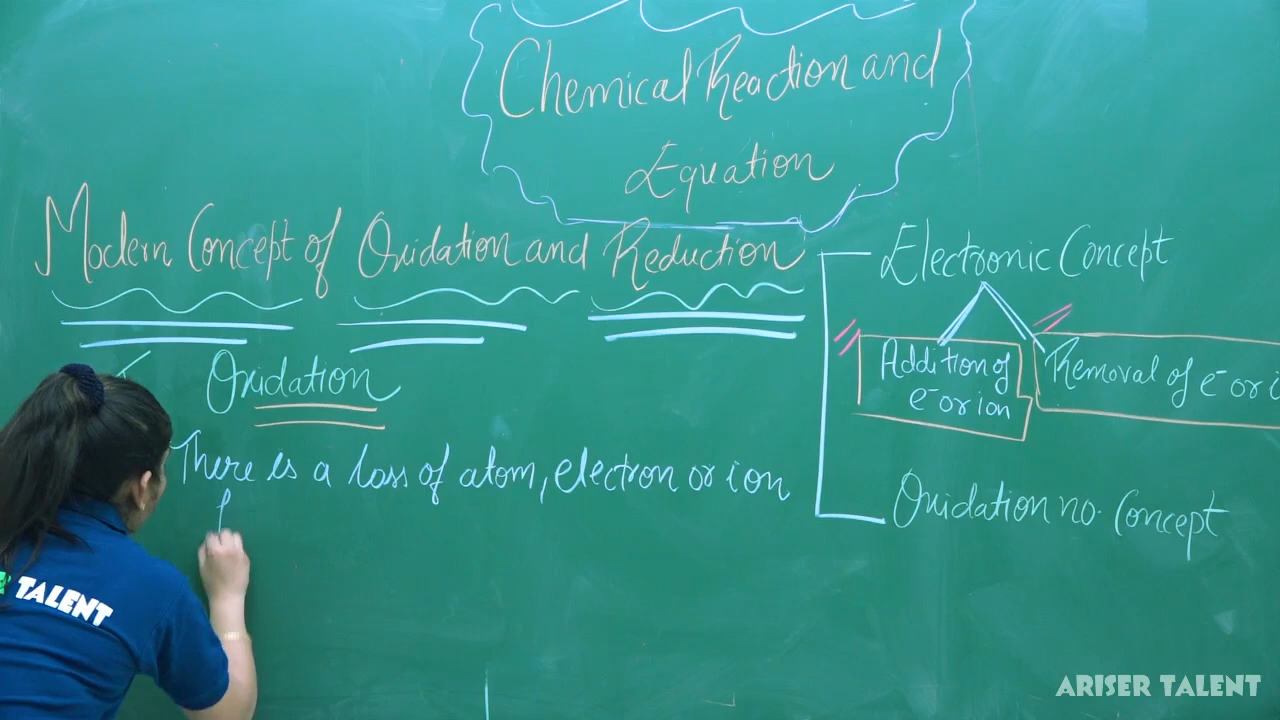 Chemical Reaction and
Equation
Modern Concept of Oxidation and Reduction
Electronic Concept
Addition of
e⁻ or ion
Removal of e⁻ or i
Oxidation
There is a loss of atom, electron or ion
f
Oxidation no. Concept
TALENT
ARISER TALENT